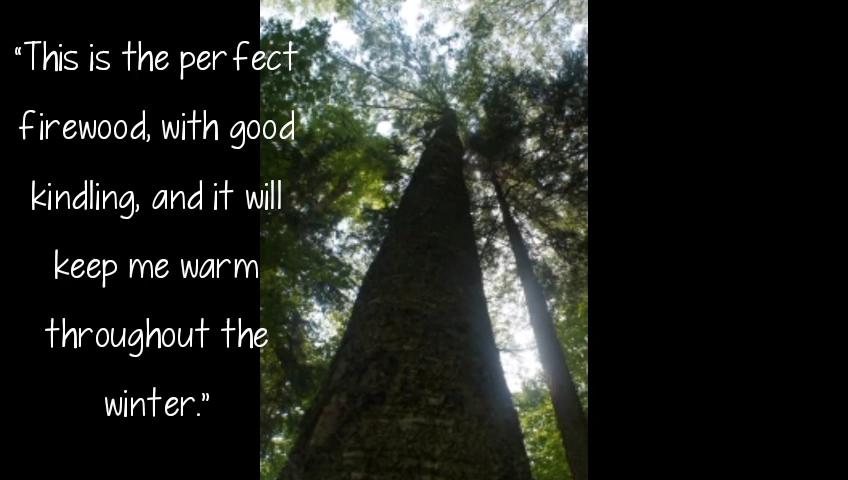 “This is the perfect
firewood, with good
kindling, and it will
keep me warm
throughout the
winter.”